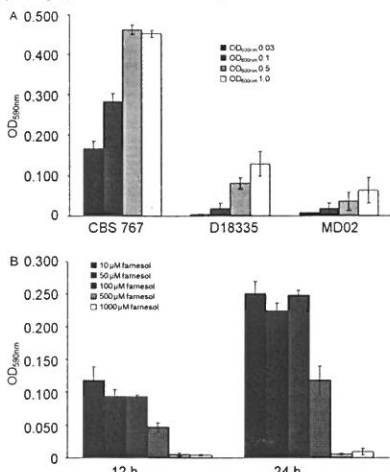 A
0.500
0.400
0.300
0.200
0.100
0
OD590nm
OD600nm 0.03
OD600nm 0.1
OD600nm 0.5
OD600nm 1.0
CBS 767
D18335
MD02
B
0.300
0.250
0.200
0.150
0.100
0.050
0
OD590nm
10 µM farnesol
50 µM farnesol
100 µM farnesol
500 µM farnesol
1000 µM farnesol
12 h
24 h